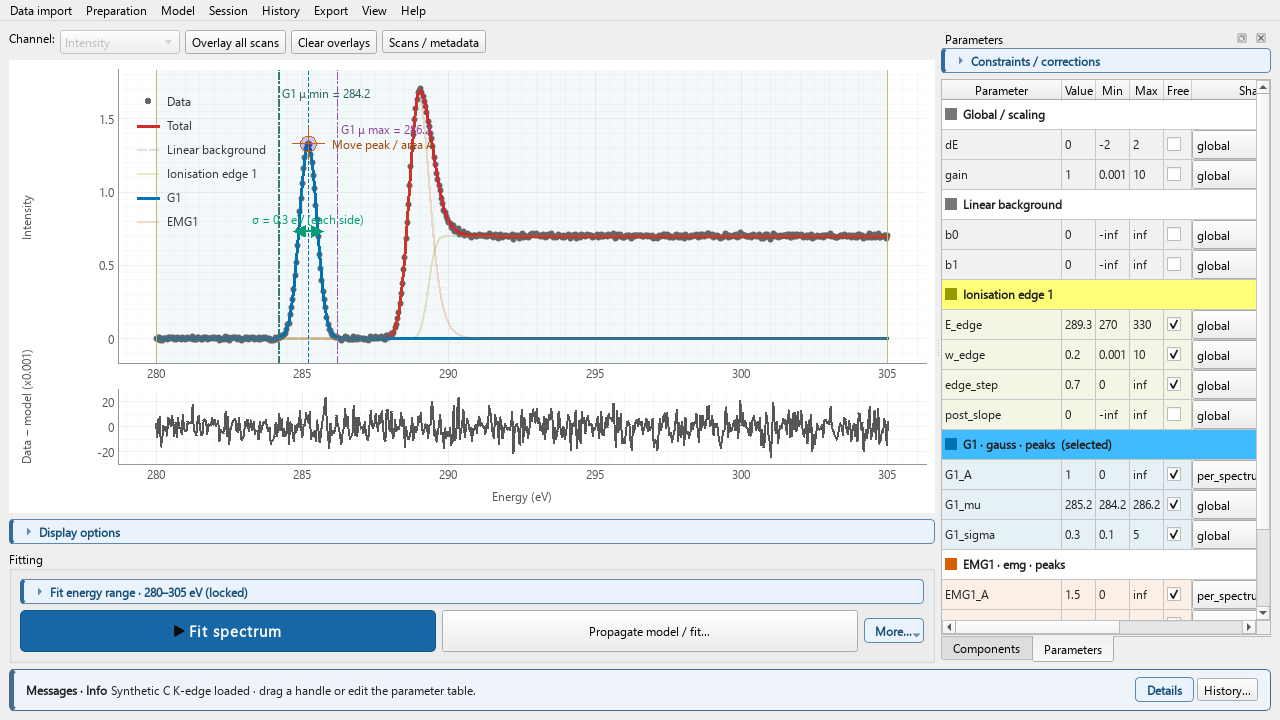 Data import Preparation Model Session History Export View Help
Channel: Intensity Overlay all scans Clear overlays Scans / metadata
Intensity
1.5
1.0
0.5
0
Data
Total
Linear background
Ionisation edge 1
G1
EMG1
G1 μ min = 284.2
G1 μ max = 286.2
Move peak / area A
σ = 0.3 eV (each side)
280 285 290 295 300 305
Data − model (x0.001)
20
0
-20
280 285 290 295 300 305
Energy (eV)
Display options
Fitting
Fit energy range · 280–305 eV (locked)
Fit spectrum Propagate model / fit... More...
Parameters
Constraints / corrections
Parameter Value Min Max Free Sha
Global / scaling
dE 0 -2 2 global
gain 1 0.001 10 global
Linear background
b0 0 -inf inf global
b1 0 -inf inf global
Ionisation edge 1
E_edge 289.3 270 330 global
w_edge 0.2 0.001 10 global
edge_step 0.7 0 inf global
post_slope 0 -inf inf global
G1 · gauss · peaks (selected)
G1_A 1 0 inf per_spectru
G1_mu 285.2 284.2 286.2 global
G1_sigma 0.3 0.1 5 global
EMG1 · emg · peaks
EMG1_A 1.5 0 inf per_spectru
Components Parameters
Messages · Info Synthetic C K-edge loaded · drag a handle or edit the parameter table. Details History...